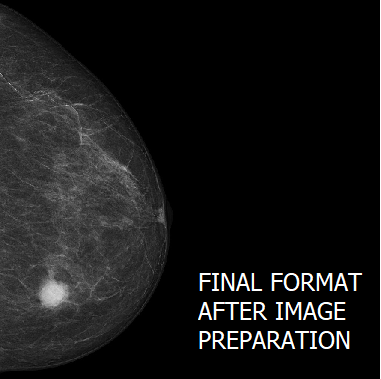 FINAL FORMAT
AFTER IMAGE
PREPARATION